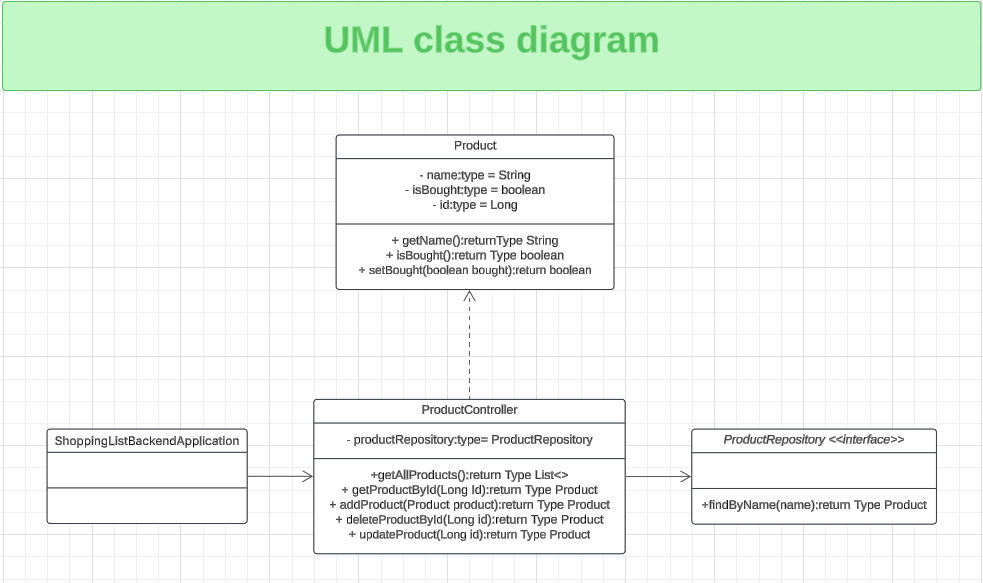 UML class diagram
Product
- name:type = String
- isBought:type = boolean
- id:type = Long
+ getName():returnType String
+ isBought():return Type boolean
+ setBought(boolean bought):return boolean
ProductController
- productRepository:type= ProductRepository
+getAllProducts():return Type List<>
+ getProductById(Long Id):return Type Product
+ addProduct(Product product):return Type Product
+ deleteProductById(Long id):return Type Product
+ updateProduct(Long id):return Type Product
ShoppingListBackendApplication
ProductRepository <<interface>>
+findByName(name):return Type Product